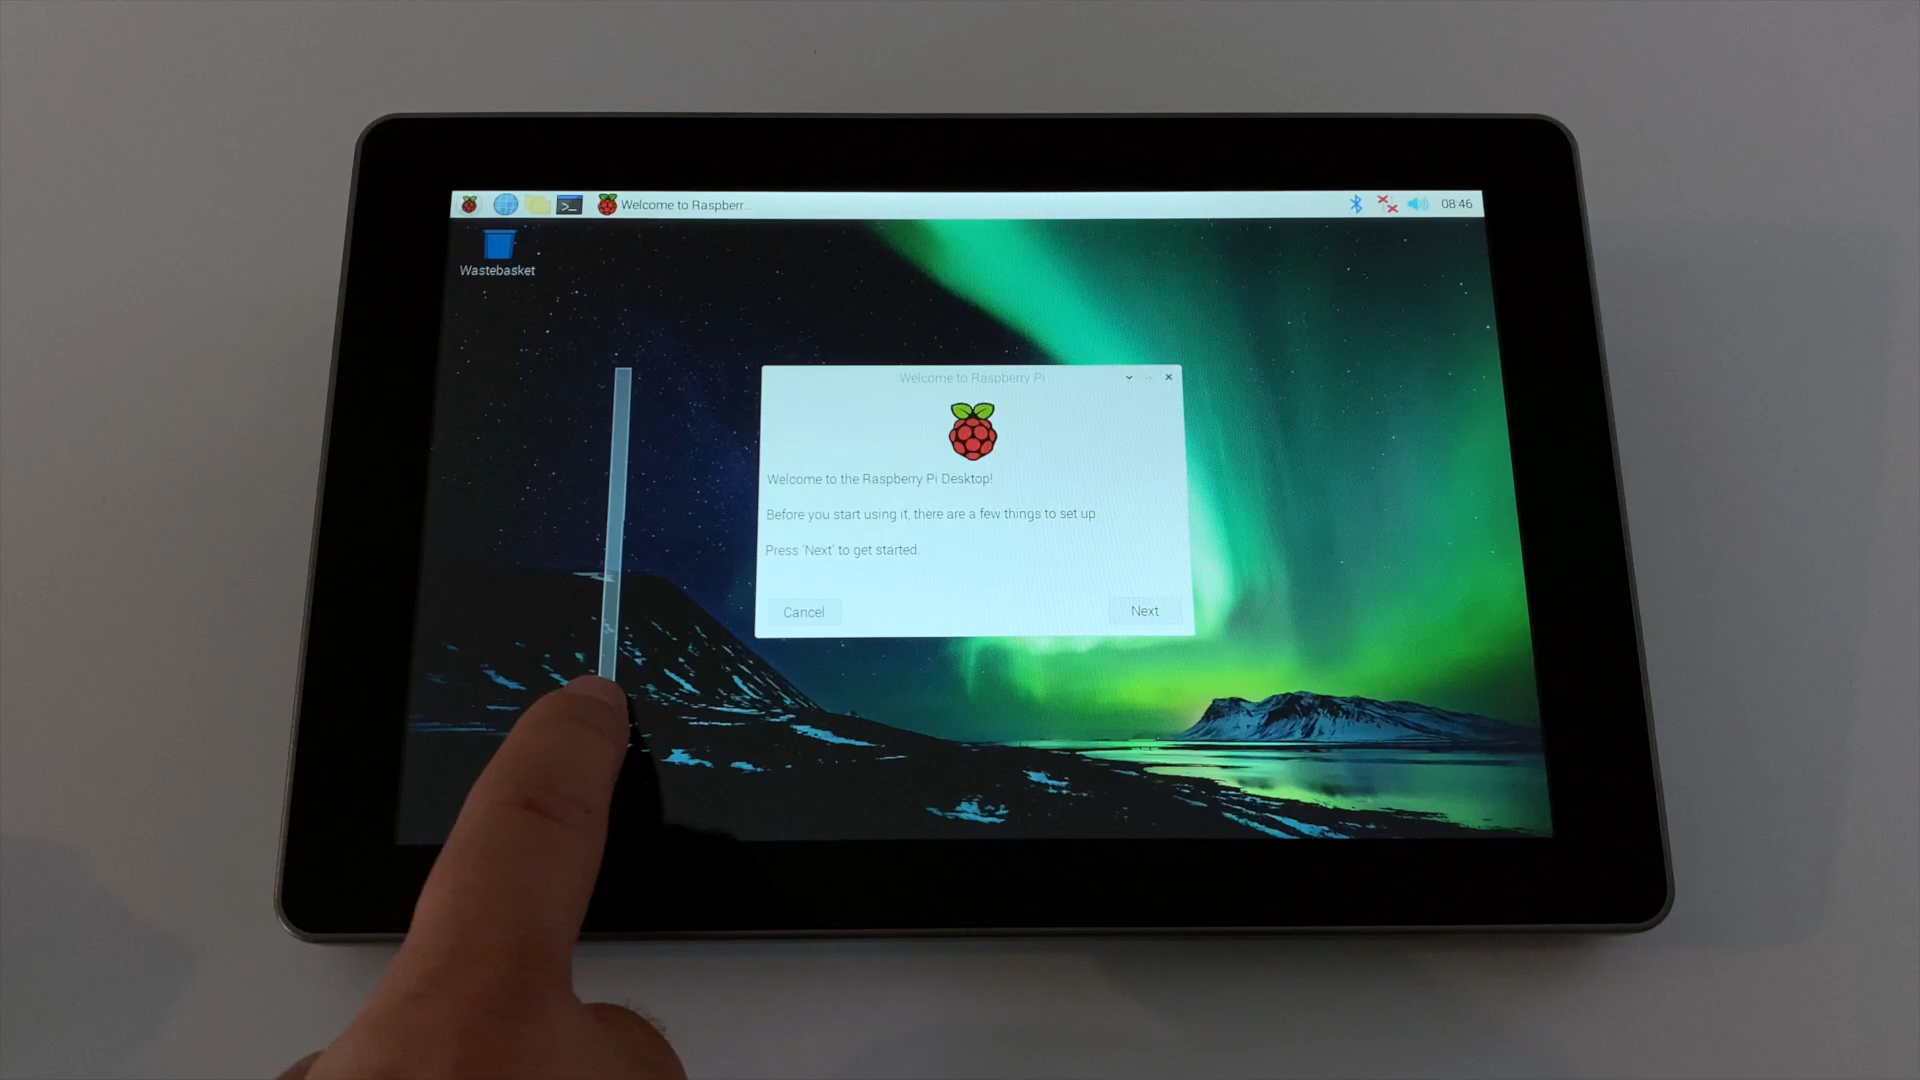 Welcome to Raspberr...
08:46
Wastebasket
Welcome to Raspberry Pi
Welcome to the Raspberry Pi Desktop!
Before you start using it, there are a few things to set up
Press 'Next' to get started.
Cancel
Next